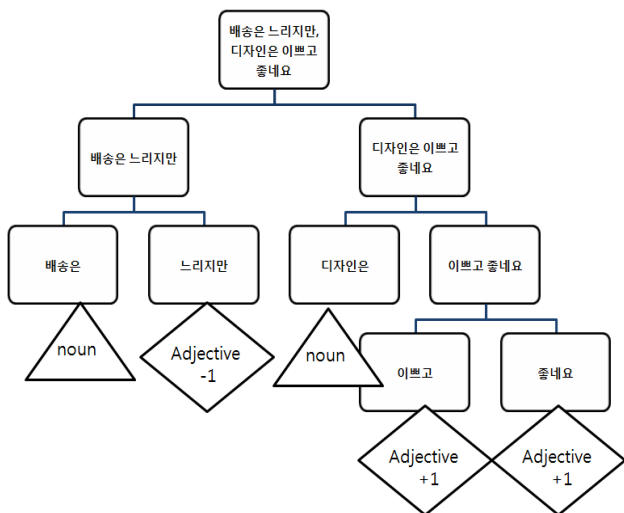 배송은 느리지만,
디자인은 이쁘고
좋네요
배송은 느리지만
디자인은 이쁘고
좋네요
배송은
느리지만
디자인은
이쁘고 좋네요
noun
Adjective
-1
noun
이쁘고
좋네요
Adjective
+1
Adjective
+1